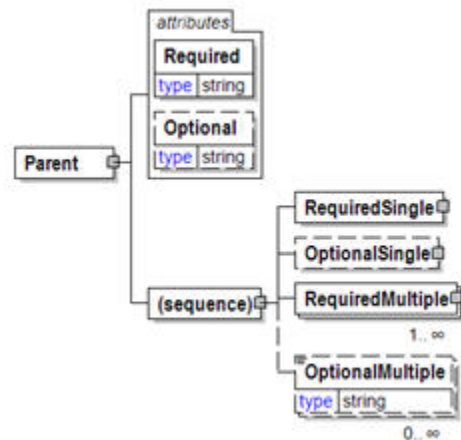 attributes
Required
type string
Optional
type string
Parent
RequiredSingle
OptionalSingle
(sequence)
RequiredMultiple
1.. ∞
OptionalMultiple
type string
0.. ∞